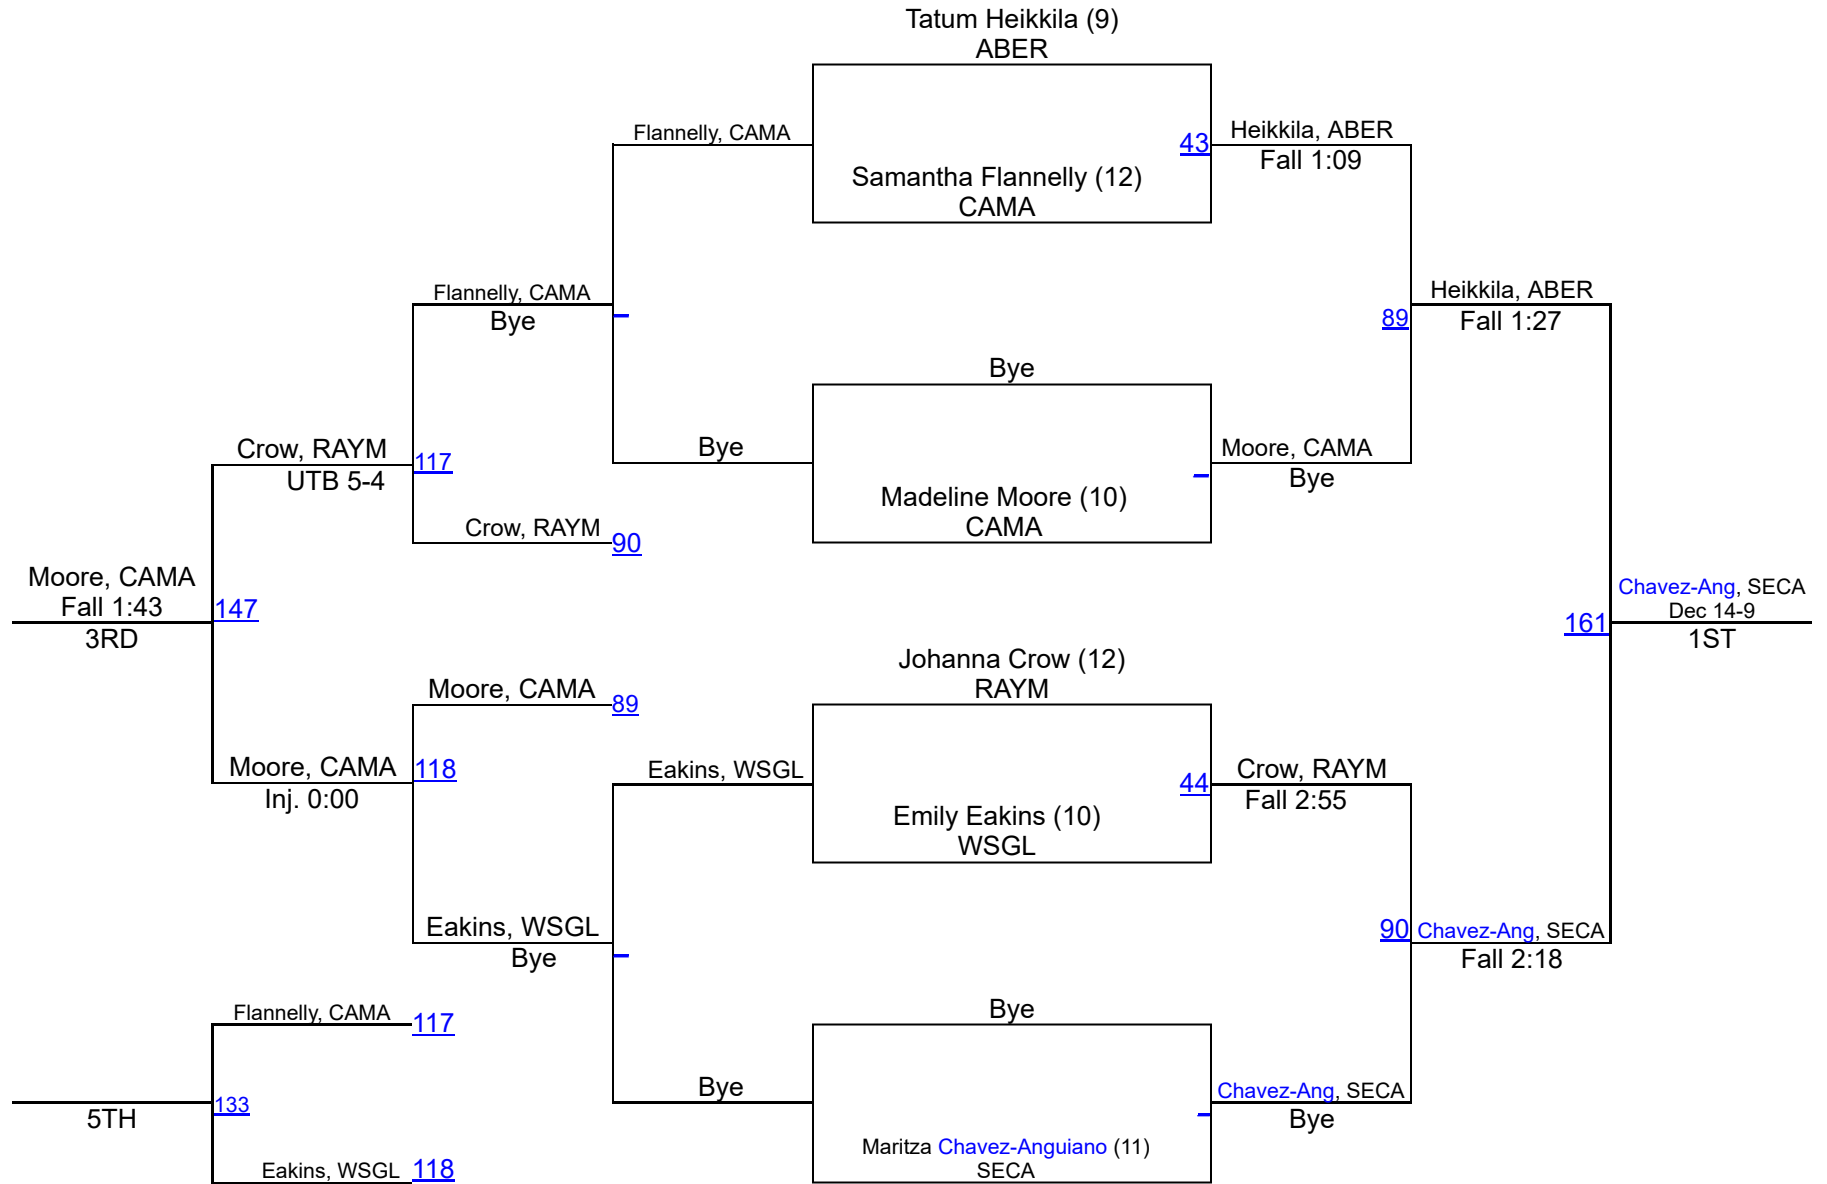 Tatum Heikkila (9)
ABER
Flannelly, CAMA
43
Heikkila, ABER
Fall 1:09
Samantha Flannelly (12)
CAMA
Flannelly, CAMA
Bye
Heikkila, ABER
89
Fall 1:27
Bye
Crow, RAYM
117
UTB 5-4
Bye
Moore, CAMA
Bye
Madeline Moore (10)
CAMA
Crow, RAYM
90
Moore, CAMA
Fall 1:43
147
3RD
Chavez-Ang, SECA
Dec 14-9
161
1ST
Johanna Crow (12)
RAYM
Moore, CAMA
89
Moore, CAMA
118
Inj. 0:00
Eakins, WSGL
44
Crow, RAYM
Fall 2:55
Emily Eakins (10)
WSGL
Eakins, WSGL
Bye
90
Chavez-Ang, SECA
Fall 2:18
Flannelly, CAMA
117
Bye
133
5TH
Bye
Chavez-Ang, SECA
Bye
Maritza Chavez-Anguiano (11)
SECA
Eakins, WSGL
118